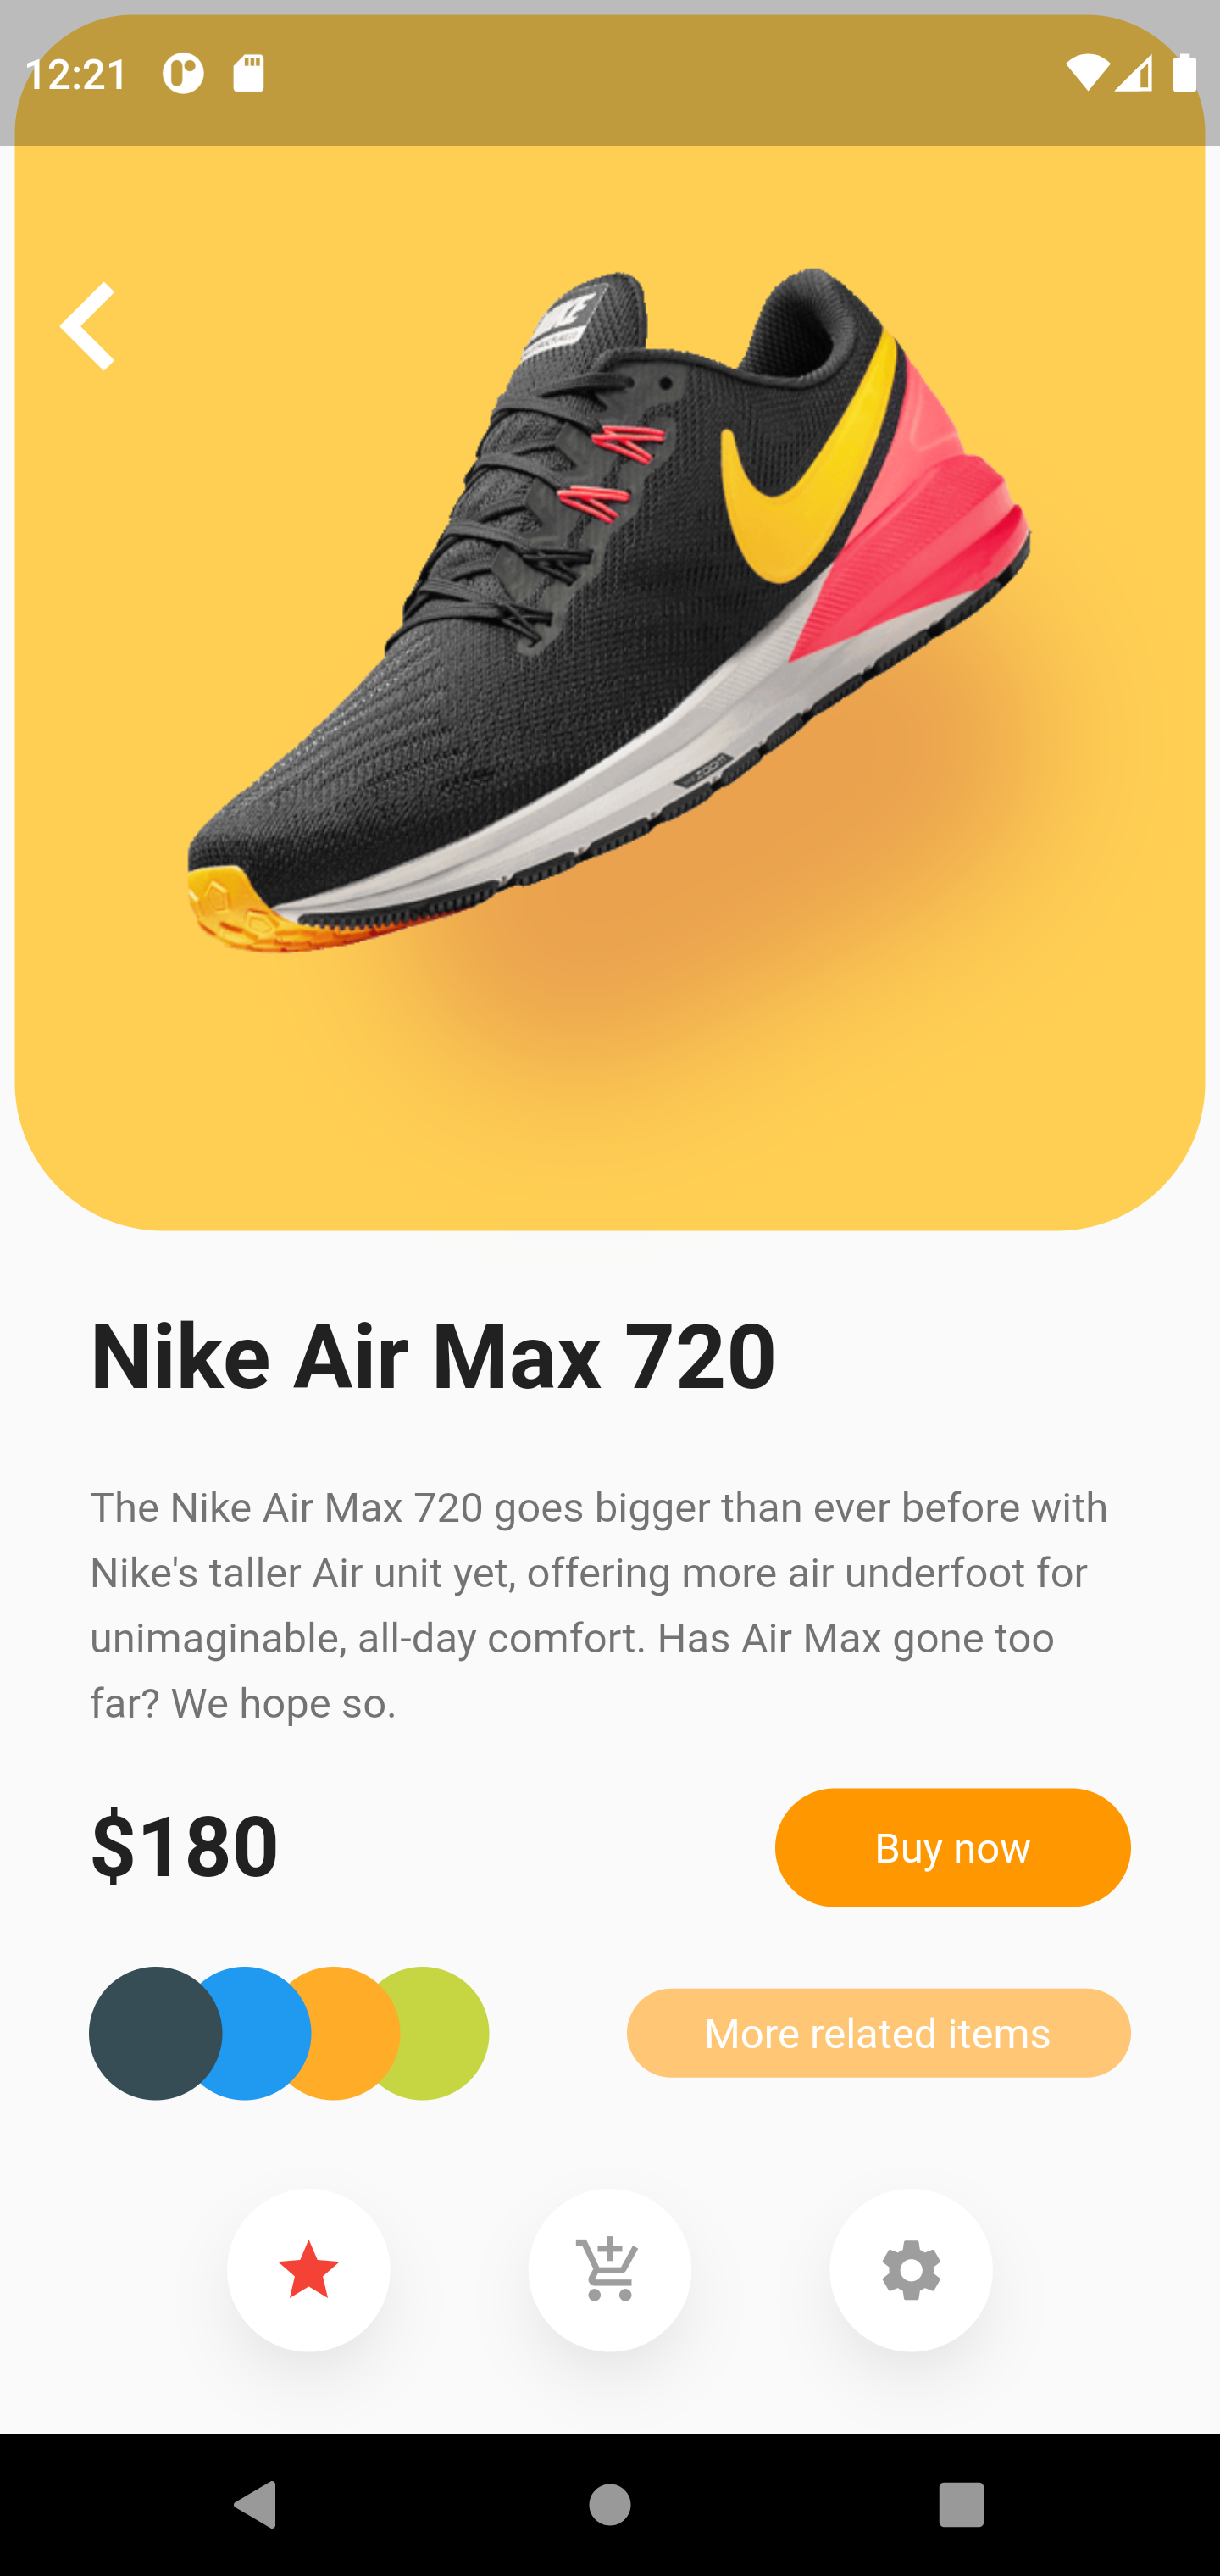 12:21
Nike Air Max 720
The Nike Air Max 720 goes bigger than ever before with
Nike's taller Air unit yet, offering more air underfoot for
unimaginable, all-day comfort. Has Air Max gone too
far? We hope so.
$180
Buy now
More related items